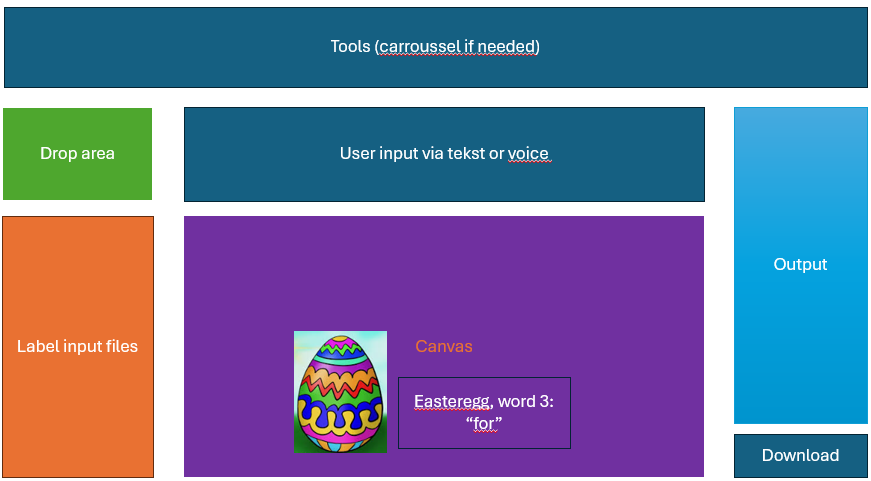 Tools (carroussel if needed)
Drop area
User input via tekst or voice
Output
Label input files
Canvas
Easteregg, word 3:
“for”
Download